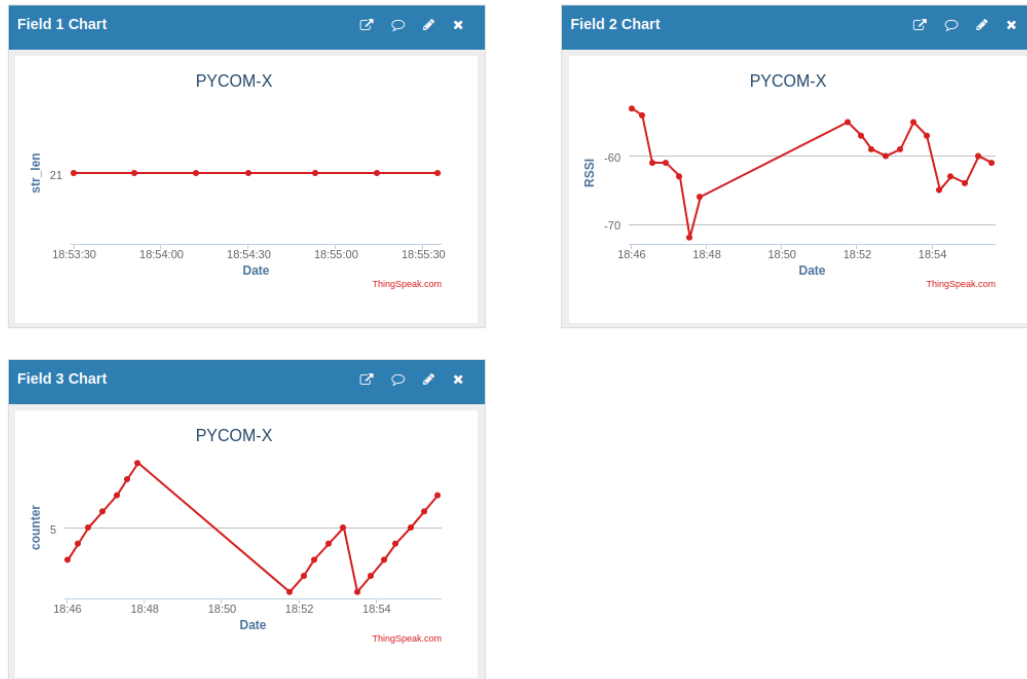 Field 1 Chart
PYCOM-X
str_len
21
18:53:30 18:54:00 18:54:30 18:55:00 18:55:30
Date
ThingSpeak.com
Field 2 Chart
PYCOM-X
RSSI
-60
-70
18:46 18:48 18:50 18:52 18:54
Date
ThingSpeak.com
Field 3 Chart
PYCOM-X
counter
5
18:46 18:48 18:50 18:52 18:54
Date
ThingSpeak.com